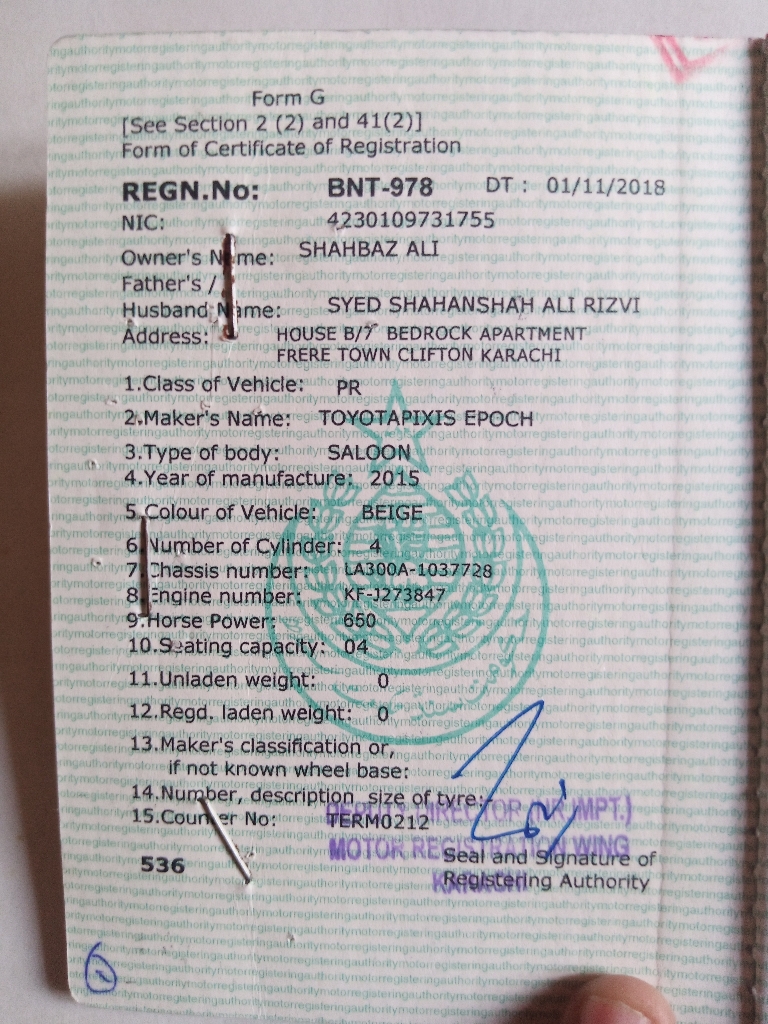 Form G
[See Section 2 (2) and 41(2)]
Form of Certificate of Registration
REGN.No: BNT-978 DT : 01/11/2018
NIC: 4230109731755
Owner's Name: SHAHBAZ ALI
Father's /
Husband Name: SYED SHAHANSHAH ALI RIZVI
Address: HOUSE B/7 BEDROCK APARTMENT
FRERE TOWN CLIFTON KARACHI
1.Class of Vehicle: PR
2.Maker's Name: TOYOTAPIXIS EPOCH
3.Type of body: SALOON
4.Year of manufacture: 2015
5.Colour of Vehicle: BEIGE
6.Number of Cylinder: 4
7.Chassis number: LA300A-1037728
8.Engine number: KF-J273847
9.Horse Power: 650
10.Seating capacity: 04
11.Unladen weight: 0
12.Regd. laden weight: 0
13.Maker's classification or,
if not known wheel base:
14.Number, description, size of tyre:-
15.Counter No: TERM0212
MOTOR REGISTRATION WING
KARACHI
536
Seal and Signature of
Registering Authority